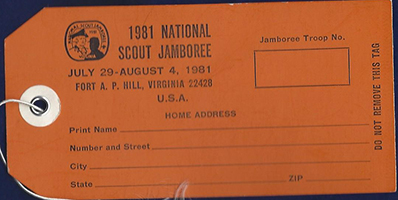 1981 NATIONAL
SCOUT JAMBOREE
JULY 29-AUGUST 4, 1981
FORT A. P. HILL, VIRGINIA 22428
U.S.A.
Jamboree Troop No.
HOME ADDRESS
Print Name
Number and Street
City
State ZIP
DO NOT REMOVE THIS TAG